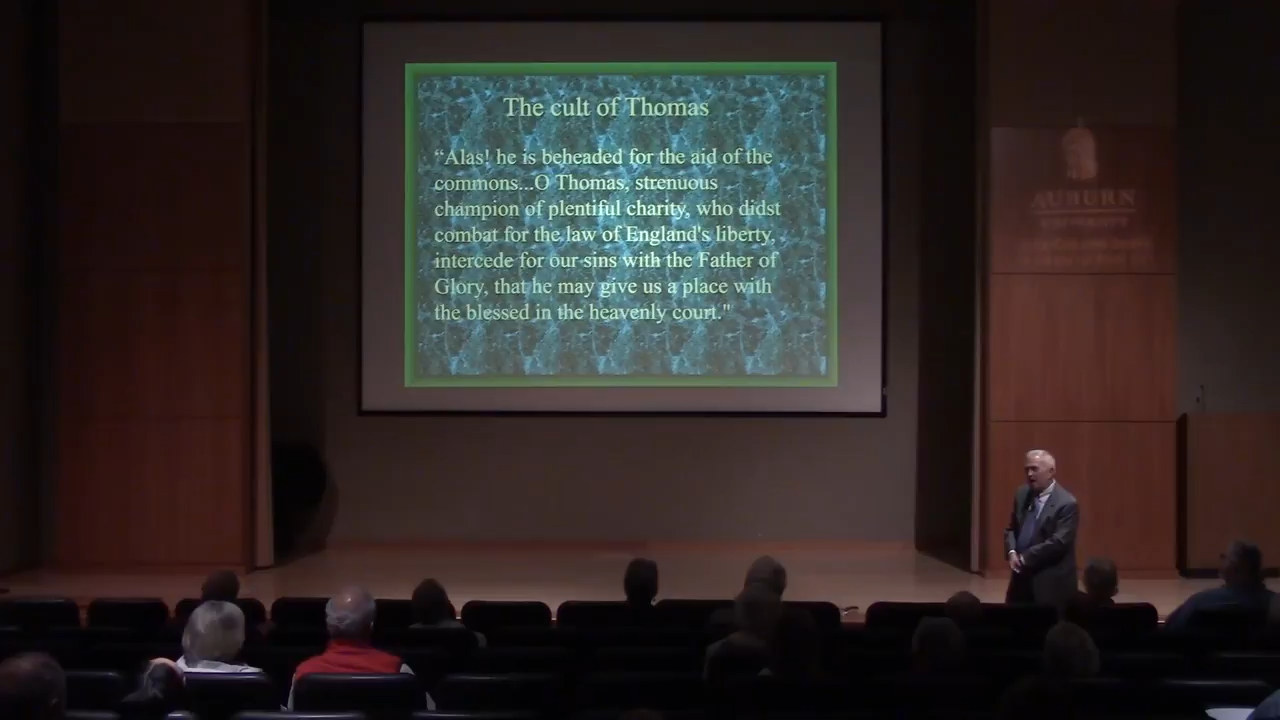 The cult of Thomas
“Alas! he is beheaded for the aid of the
commons...O Thomas, strenuous
champion of plentiful charity, who didst
combat for the law of England's liberty,
intercede for our sins with the Father of
Glory, that he may give us a place with
the blessed in the heavenly court."
AUBURN
UNIVERSITY